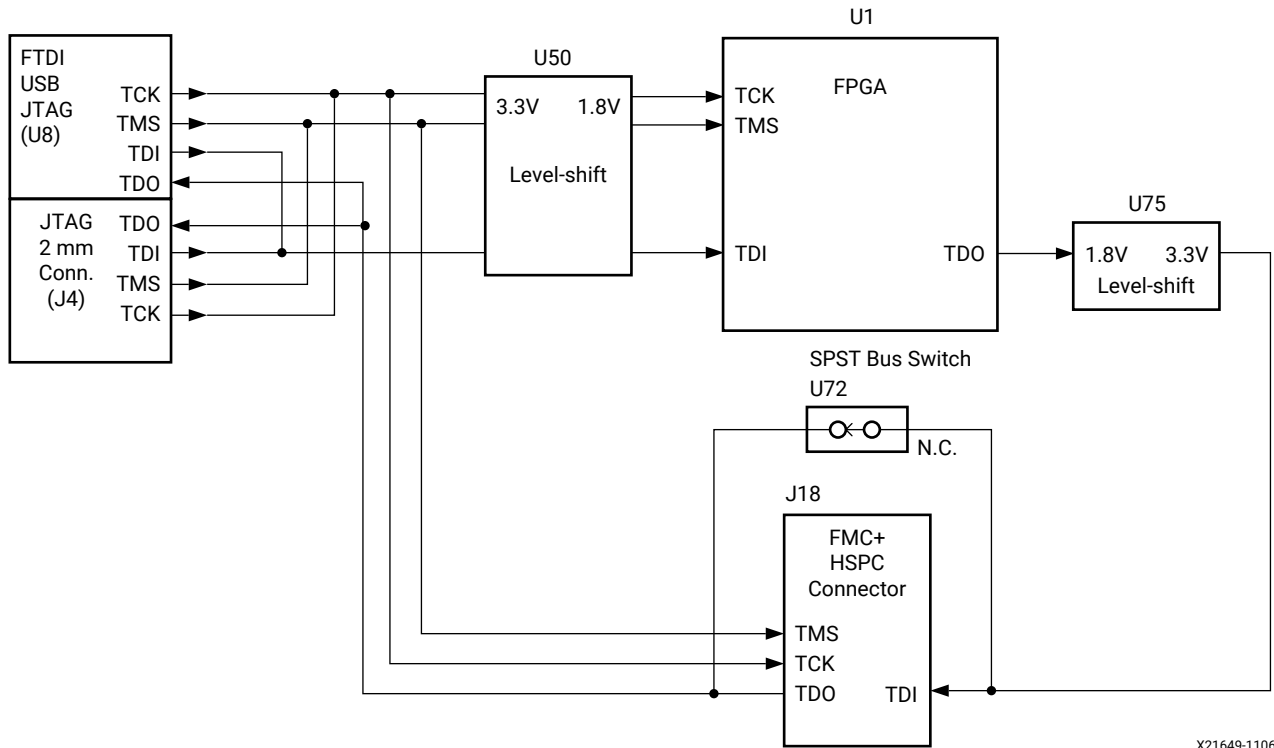 U1
FTDI
USB
JTAG
(U8)
TCK
TMS
TDI
TDO
JTAG
2 mm
Conn.
(J4)
TDO
TDI
TMS
TCK
U50
3.3V 1.8V
Level-shift
FPGA
TCK
TMS
TDI
TDO
U75
1.8V 3.3V
Level-shift
SPST Bus Switch
U72
N.C.
J18
FMC+
HSPC
Connector
TMS
TCK
TDO
TDI